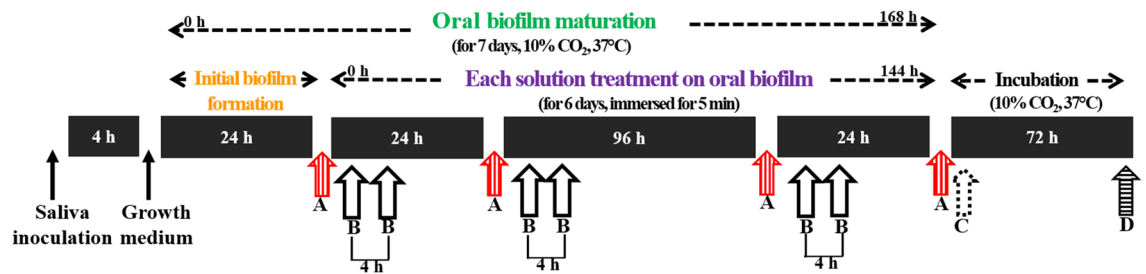 0 h
Oral biofilm maturation
168 h
(for 7 days, 10% CO₂, 37°C)
Initial biofilm
formation
0 h
Each solution treatment on oral biofilm
144 h
(for 6 days, immersed for 5 min)
Incubation
(10% CO₂, 37°C)
4 h
24 h
24 h
96 h
24 h
72 h
Saliva
inoculation
Growth
medium
A
B
B
4 h
A
B
B
4 h
A
B
B
4 h
A
C
D